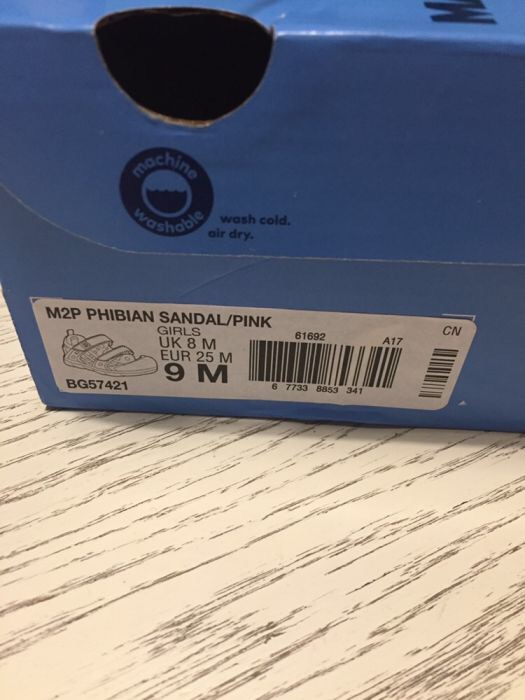 machine
washable
wash cold.
air dry.
M2P PHIBIAN SANDAL/PINK
GIRLS
UK 8 M
EUR 25 M
9 M
BG57421
61692
A17
6 7733 8853 341
CN